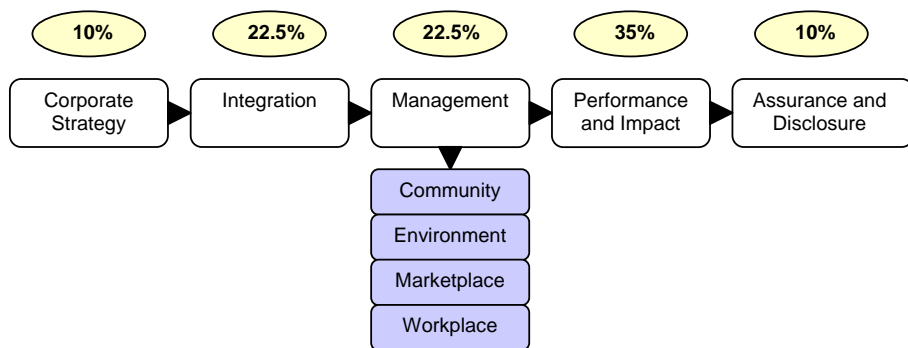 10%
22.5%
22.5%
35%
10%
Corporate
Strategy
Integration
Management
Performance
and Impact
Assurance and
Disclosure
Community
Environment
Marketplace
Workplace